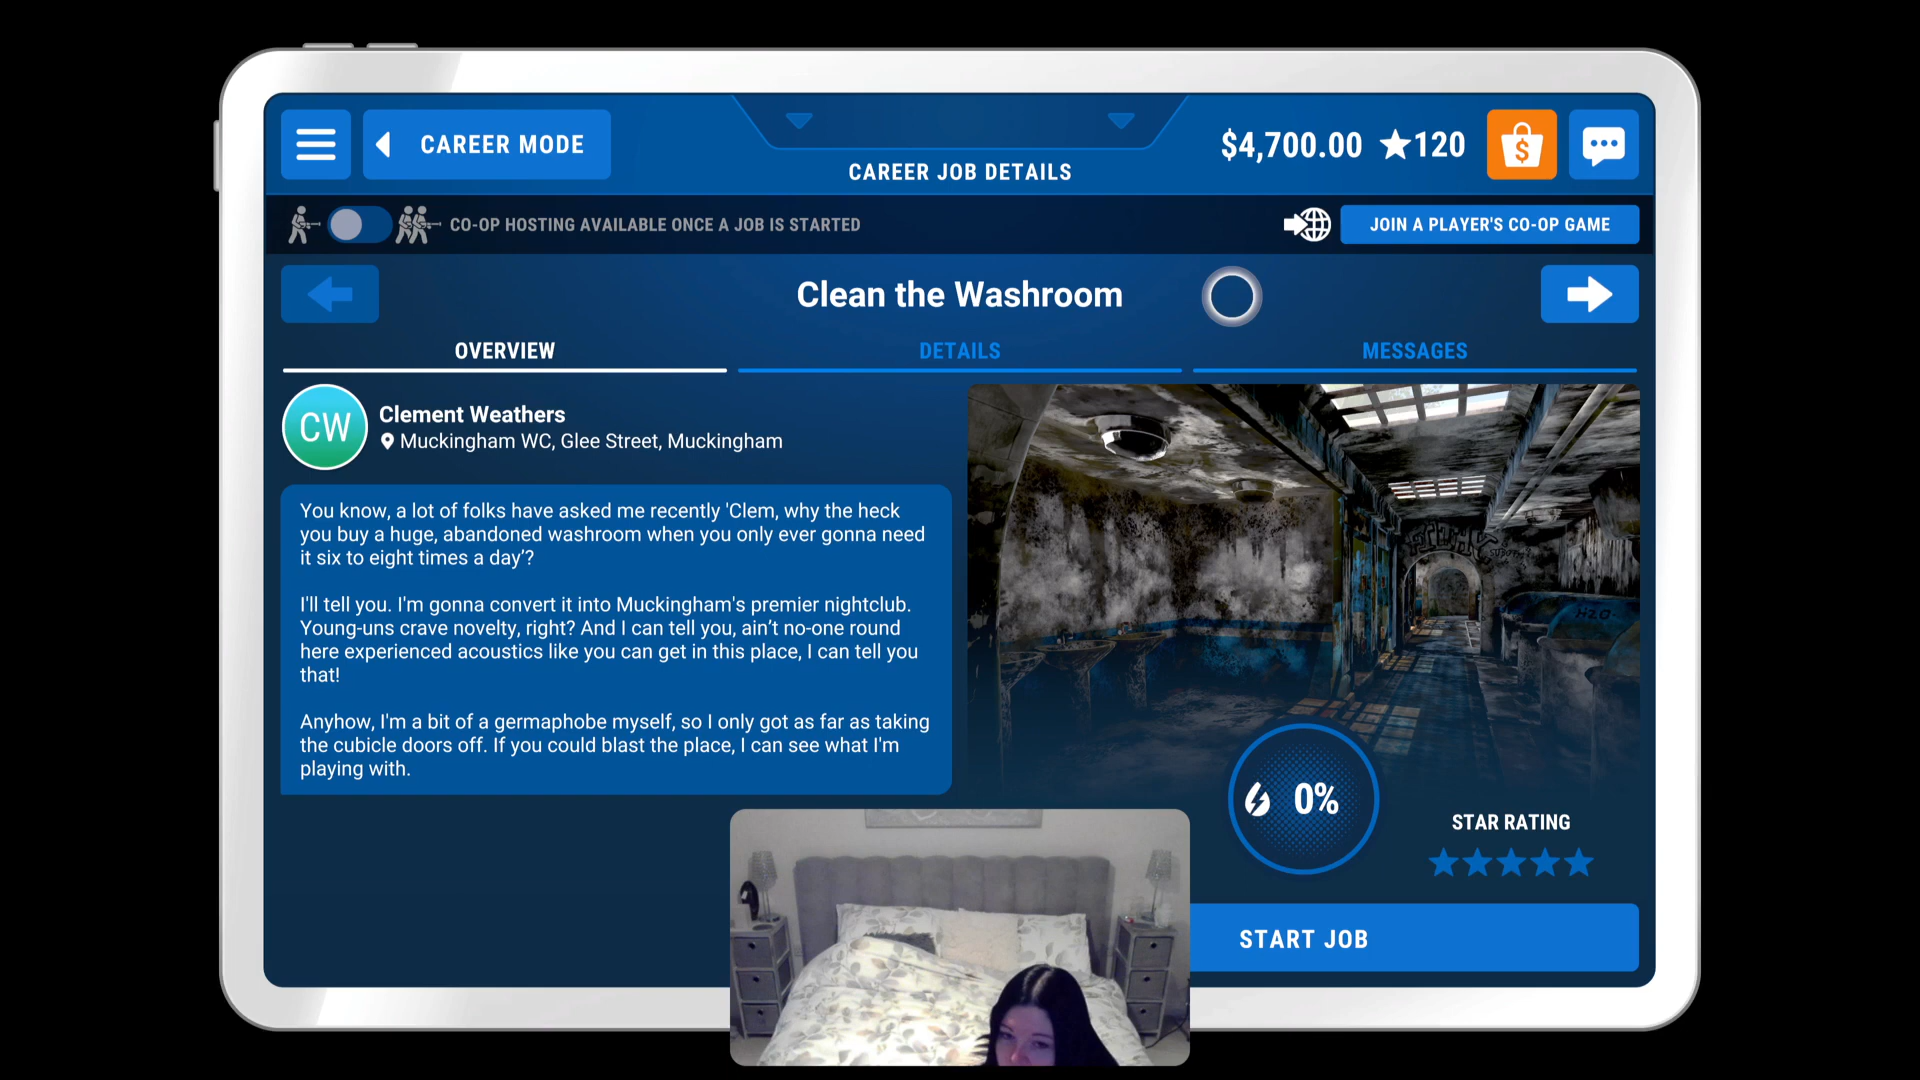 CAREER MODE
CAREER JOB DETAILS
$4,700.00 120
CO-OP HOSTING AVAILABLE ONCE A JOB IS STARTED
JOIN A PLAYER'S CO-OP GAME
Clean the Washroom
OVERVIEW
DETAILS
MESSAGES
CW
Clement Weathers
Muckingham WC, Glee Street, Muckingham
You know, a lot of folks have asked me recently 'Clem, why the heck
you buy a huge, abandoned washroom when you only ever gonna need
it six to eight times a day'?
I'll tell you. I'm gonna convert it into Muckingham's premier nightclub.
Young-uns crave novelty, right? And I can tell you, ain't no-one round
here experienced acoustics like you can get in this place, I can tell you
that!
Anyhow, I'm a bit of a germaphobe myself, so I only got as far as taking
the cubicle doors off. If you could blast the place, I can see what I'm
playing with.
FILTHY
H2O
0%
STAR RATING
START JOB